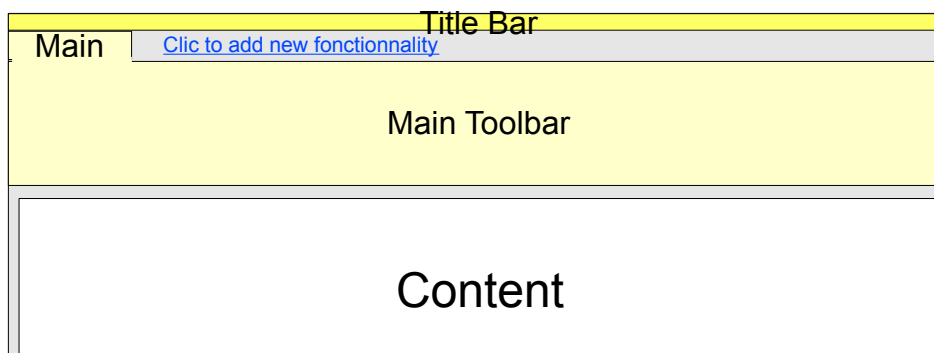 Title Bar
Main
Clic to add new fonctionnality
Main Toolbar
Content